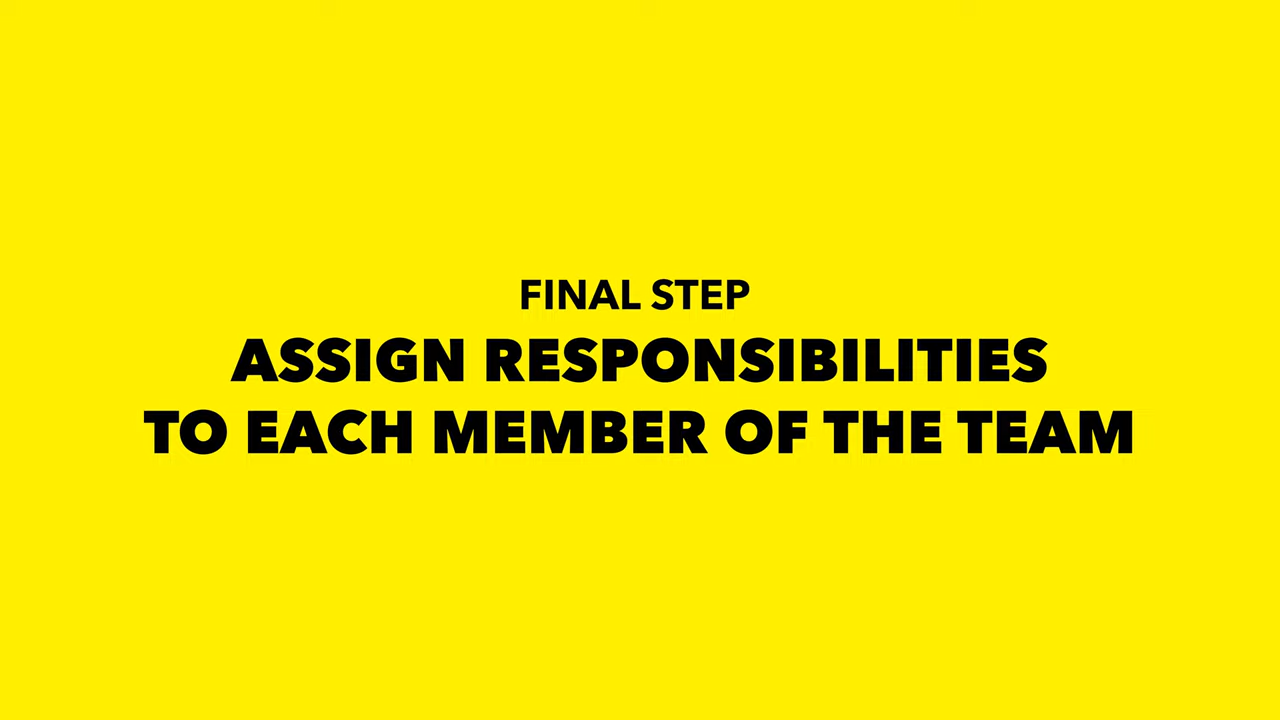 FINAL STEP
ASSIGN RESPONSIBILITIES
TO EACH MEMBER OF THE TEAM